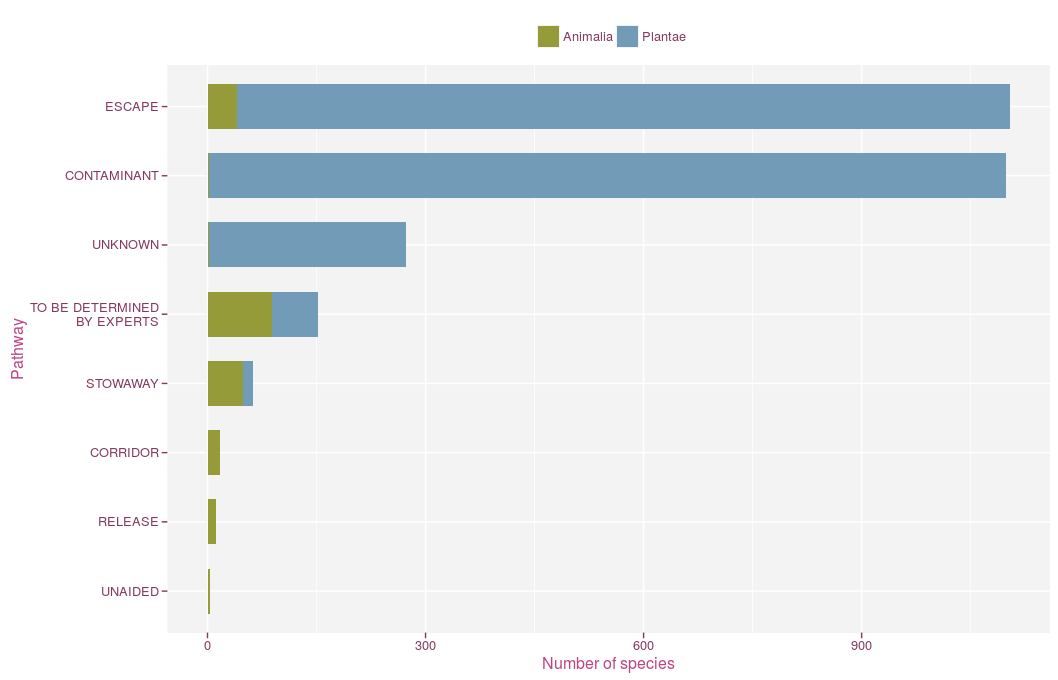 Animalia Plantae
ESCAPE
CONTAMINANT
UNKNOWN
TO BE DETERMINED
BY EXPERTS
STOWAWAY
CORRIDOR
RELEASE
UNAIDED
Pathway
0 300 600 900
Number of species